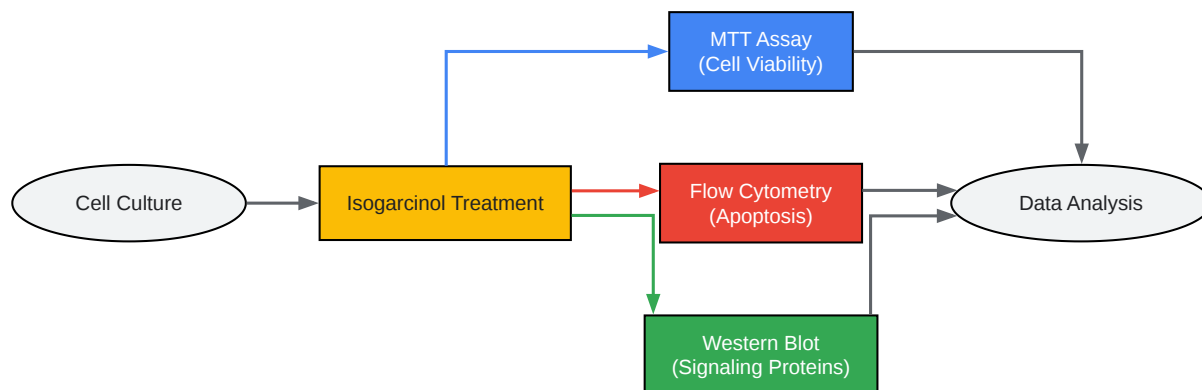 Cell Culture
Isogarcinol Treatment
MTT Assay
(Cell Viability)
Flow Cytometry
(Apoptosis)
Western Blot
(Signaling Proteins)
Data Analysis